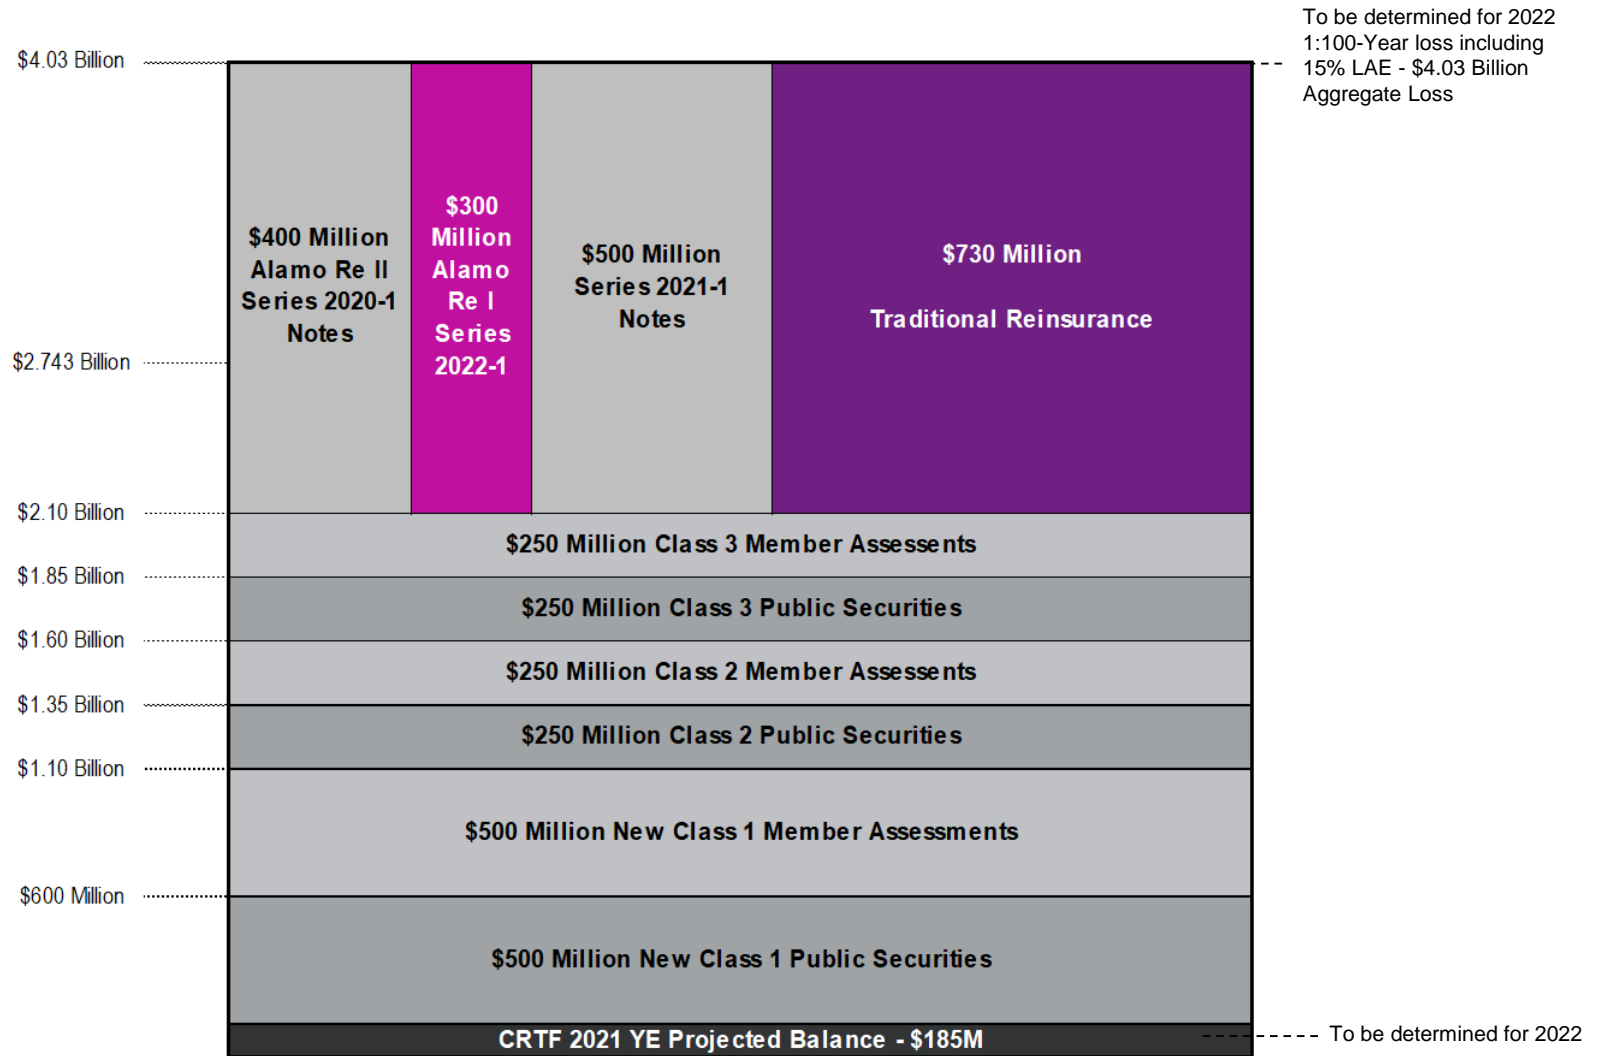 To be determined for 2022
1:100-Year loss including
15% LAE - $4.03 Billion
Aggregate Loss
$4.03 Billion
$400 Million
Alamo Re II
Series 2020-1
Notes
$300
Million
Alamo
Re I
Series
2022-1
$500 Million
Series 2021-1
Notes
$730 Million
Traditional Reinsurance
$2.743 Billion
$2.10 Billion
$250 Million Class 3 Member Assessents
$1.85 Billion
$250 Million Class 3 Public Securities
$1.60 Billion
$250 Million Class 2 Member Assessents
$1.35 Billion
$250 Million Class 2 Public Securities
$1.10 Billion
$500 Million New Class 1 Member Assessments
$600 Million
$500 Million New Class 1 Public Securities
CRTF 2021 YE Projected Balance - $185M
To be determined for 2022